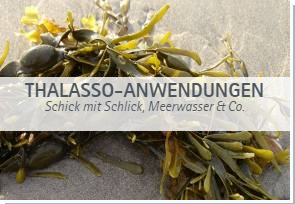 THALASSO-ANWENDUNGEN
Schick mit Schlick, Meerwasser & Co.